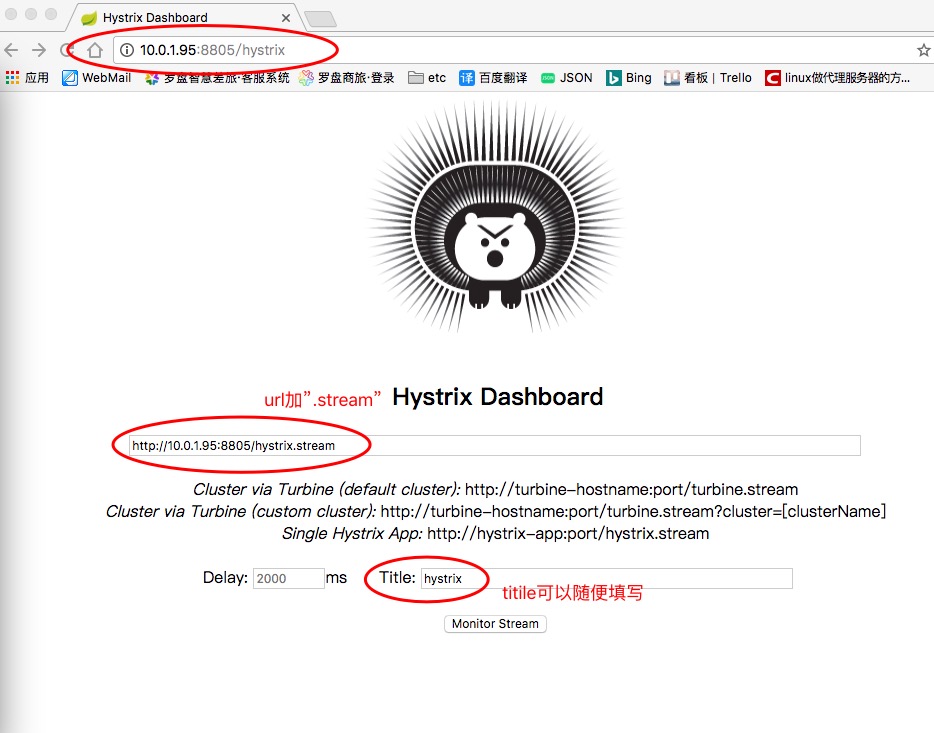 Hystrix Dashboard
10.0.1.95:8805/hystrix
应用 WebMail 罗盘智慧差旅·客服系统 罗盘商旅·登录 etc 译 百度翻译 JSON Bing 看板 | Trello linux做代理服务器的方...
url加”.stream” Hystrix Dashboard
http://10.0.1.95:8805/hystrix.stream
Cluster via Turbine (default cluster): http://turbine-hostname:port/turbine.stream
Cluster via Turbine (custom cluster): http://turbine-hostname:port/turbine.stream?cluster=[clusterName]
Single Hystrix App: http://hystrix-app:port/hystrix.stream
Delay: 2000 ms Title: hystrix
titile可以随便填写
Monitor Stream